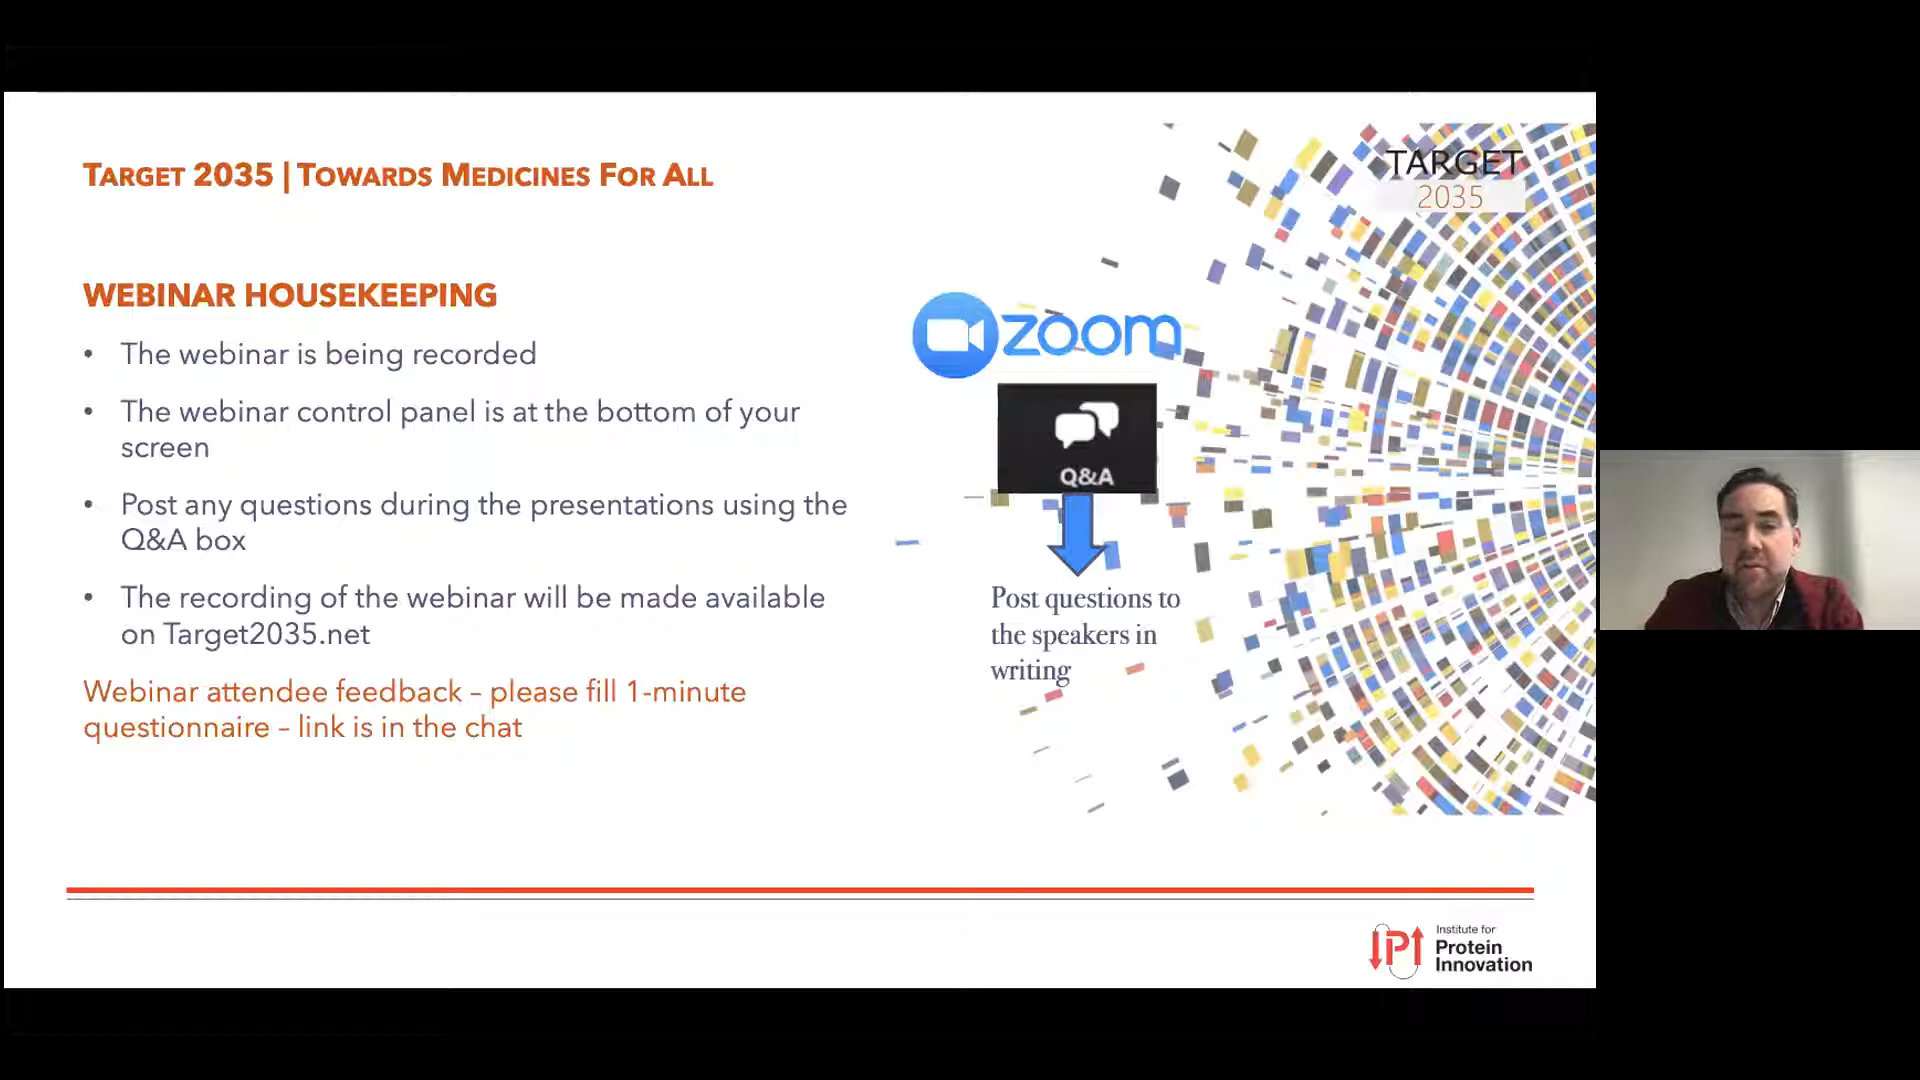 TARGET 2035 | TOWARDS MEDICINES FOR ALL
TARGET
2035
WEBINAR HOUSEKEEPING
• The webinar is being recorded
• The webinar control panel is at the bottom of your
screen
• Post any questions during the presentations using the
Q&A box
• The recording of the webinar will be made available
on Target2035.net
Webinar attendee feedback – please fill 1-minute
questionnaire – link is in the chat
zoom
Q&A
Post questions to
the speakers in
writing
IPI
Institute for
Protein
Innovation